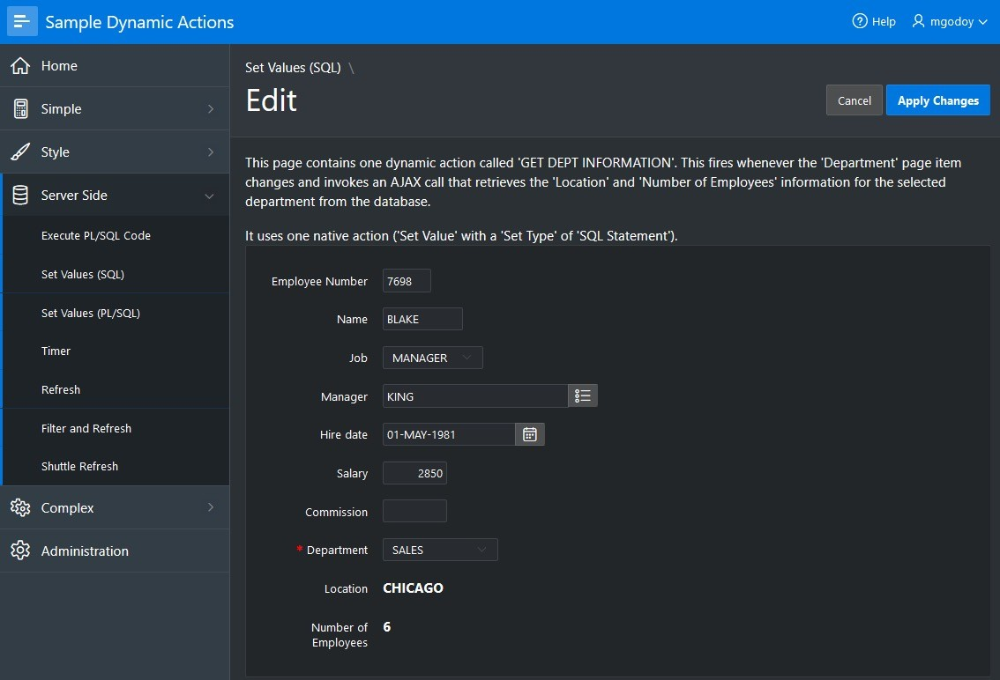 Sample Dynamic Actions
Help
mgodoy
Home
Simple
Style
Server Side
Execute PL/SQL Code
Set Values (SQL)
Set Values (PL/SQL)
Timer
Refresh
Filter and Refresh
Shuttle Refresh
Complex
Administration
Set Values (SQL) \
Edit
Cancel
Apply Changes
This page contains one dynamic action called 'GET DEPT INFORMATION'. This fires whenever the 'Department' page item
changes and invokes an AJAX call that retrieves the 'Location' and 'Number of Employees' information for the selected
department from the database.
It uses one native action ('Set Value' with a 'Set Type' of 'SQL Statement').
Employee Number 7698
Name BLAKE
Job MANAGER
Manager KING
Hire date 01-MAY-1981
Salary 2850
Commission
* Department SALES
Location CHICAGO
Number of 6
Employees